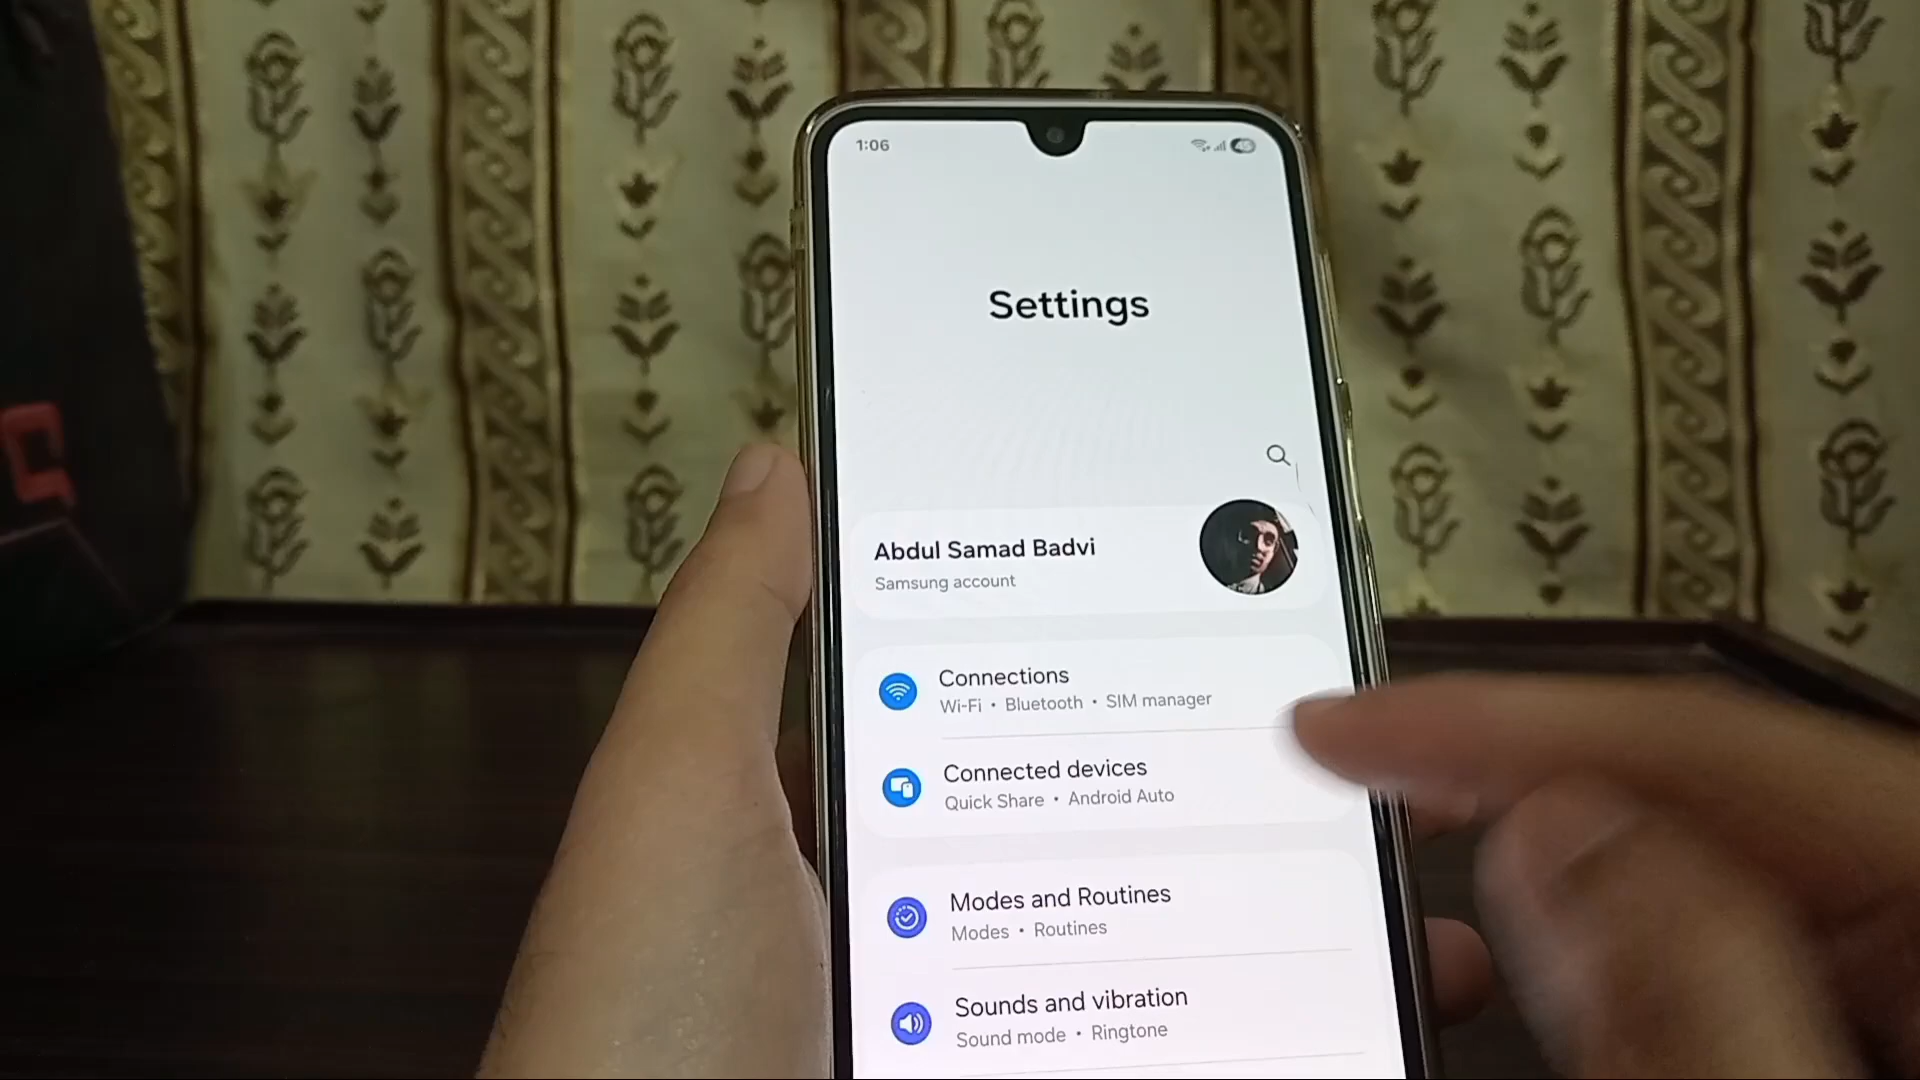 1:06
Settings
Abdul Samad Badvi
Samsung account
Connections
Wi-Fi • Bluetooth • SIM manager
Connected devices
Quick Share • Android Auto
Modes and Routines
Modes • Routines
Sounds and vibration
Sound mode • Ringtone